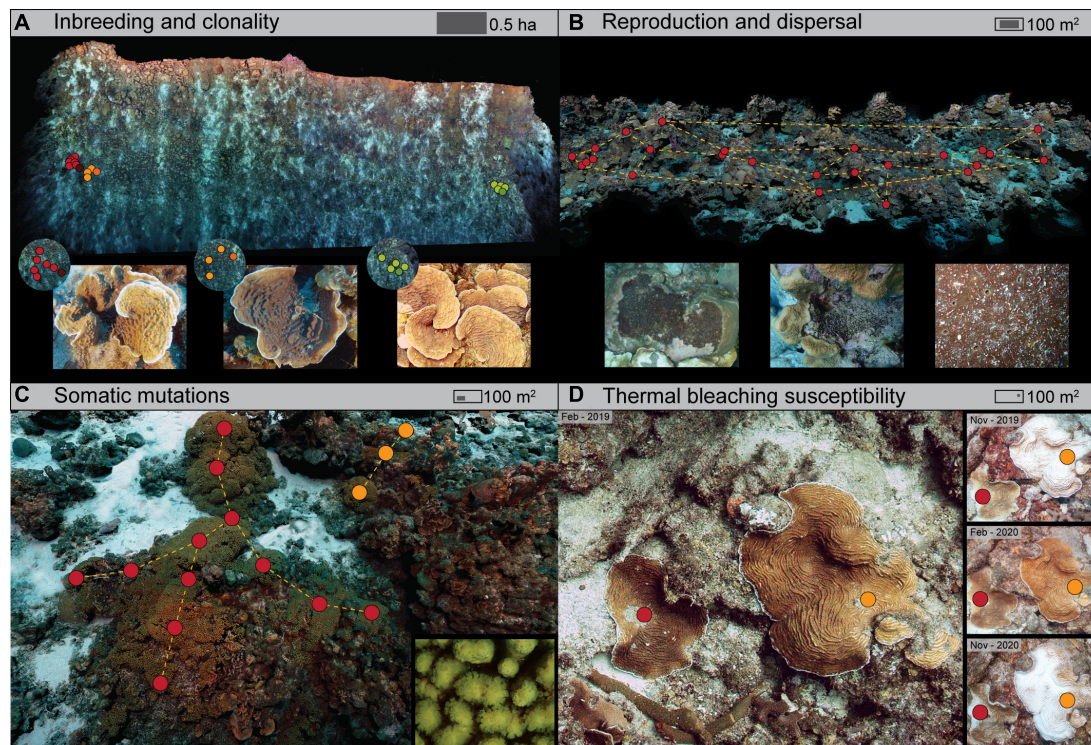 A Inbreeding and clonality 0.5 ha
B Reproduction and dispersal 100 m²
C Somatic mutations 100 m²
D Thermal bleaching susceptibility 100 m²
Feb - 2019
Nov - 2019
Feb - 2020
Nov - 2020